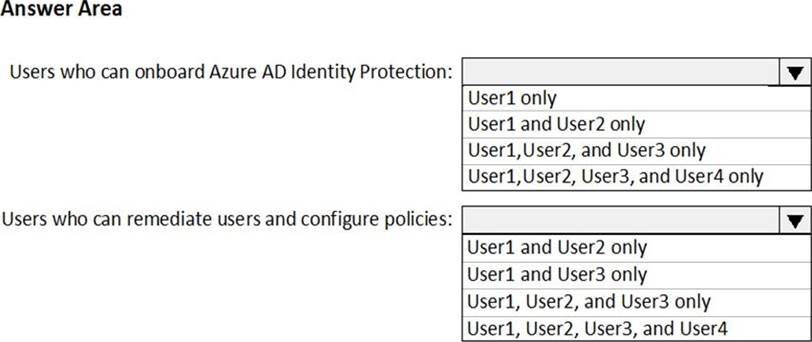 Answer Area
Users who can onboard Azure AD Identity Protection:
User1 only
User1 and User2 only
User1,User2, and User3 only
User1,User2, User3, and User4 only
Users who can remediate users and configure policies:
User1 and User2 only
User1 and User3 only
User1, User2, and User3 only
User1, User2, User3, and User4